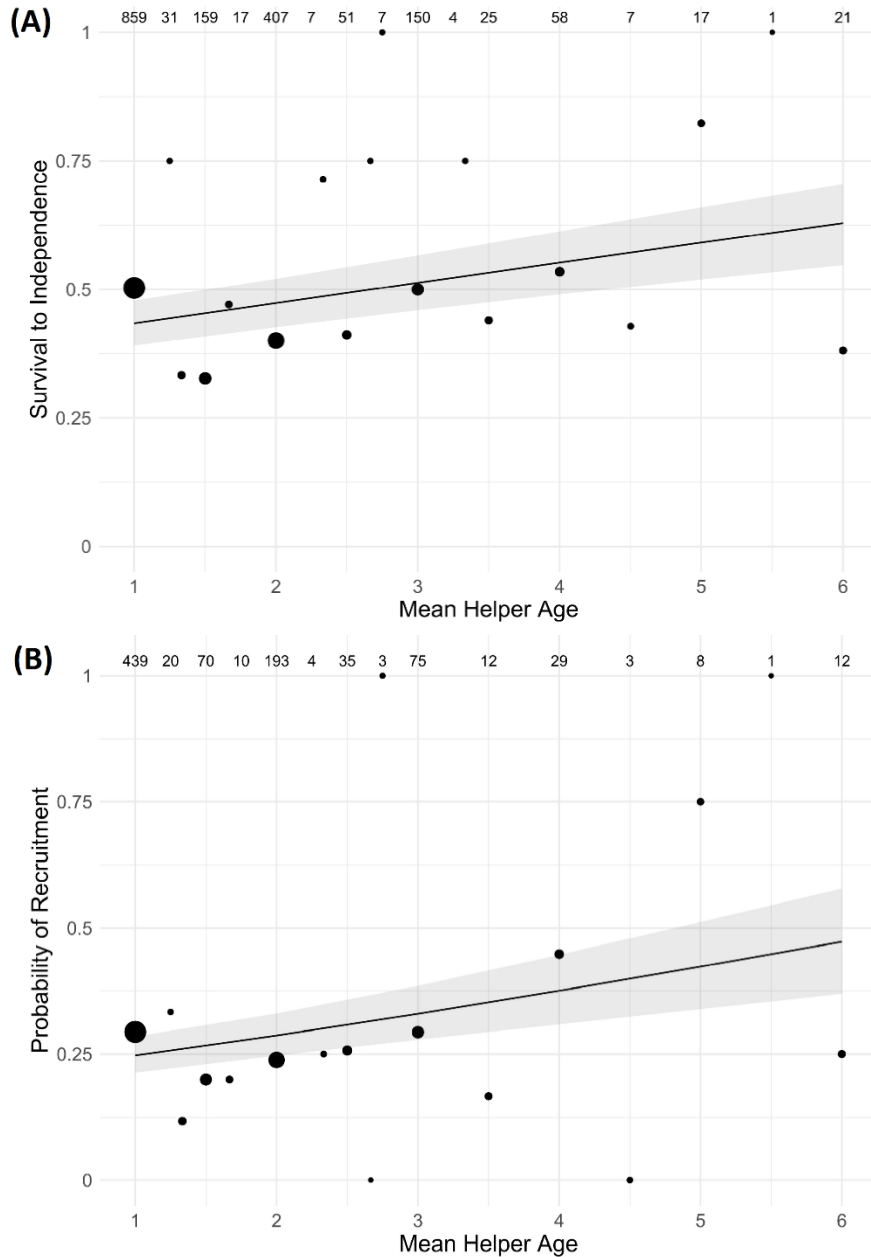 (A)
859 31 159 17 407 7 51 7 150 4 25 58 7 17 1 21
1
0.75
0.5
0.25
0
Survival to Independence
1 2 3 4 5 6
Mean Helper Age
(B)
439 20 70 10 193 4 35 3 75 12 29 3 8 1 12
1
0.75
0.5
0.25
0
Probability of Recruitment
1 2 3 4 5 6
Mean Helper Age